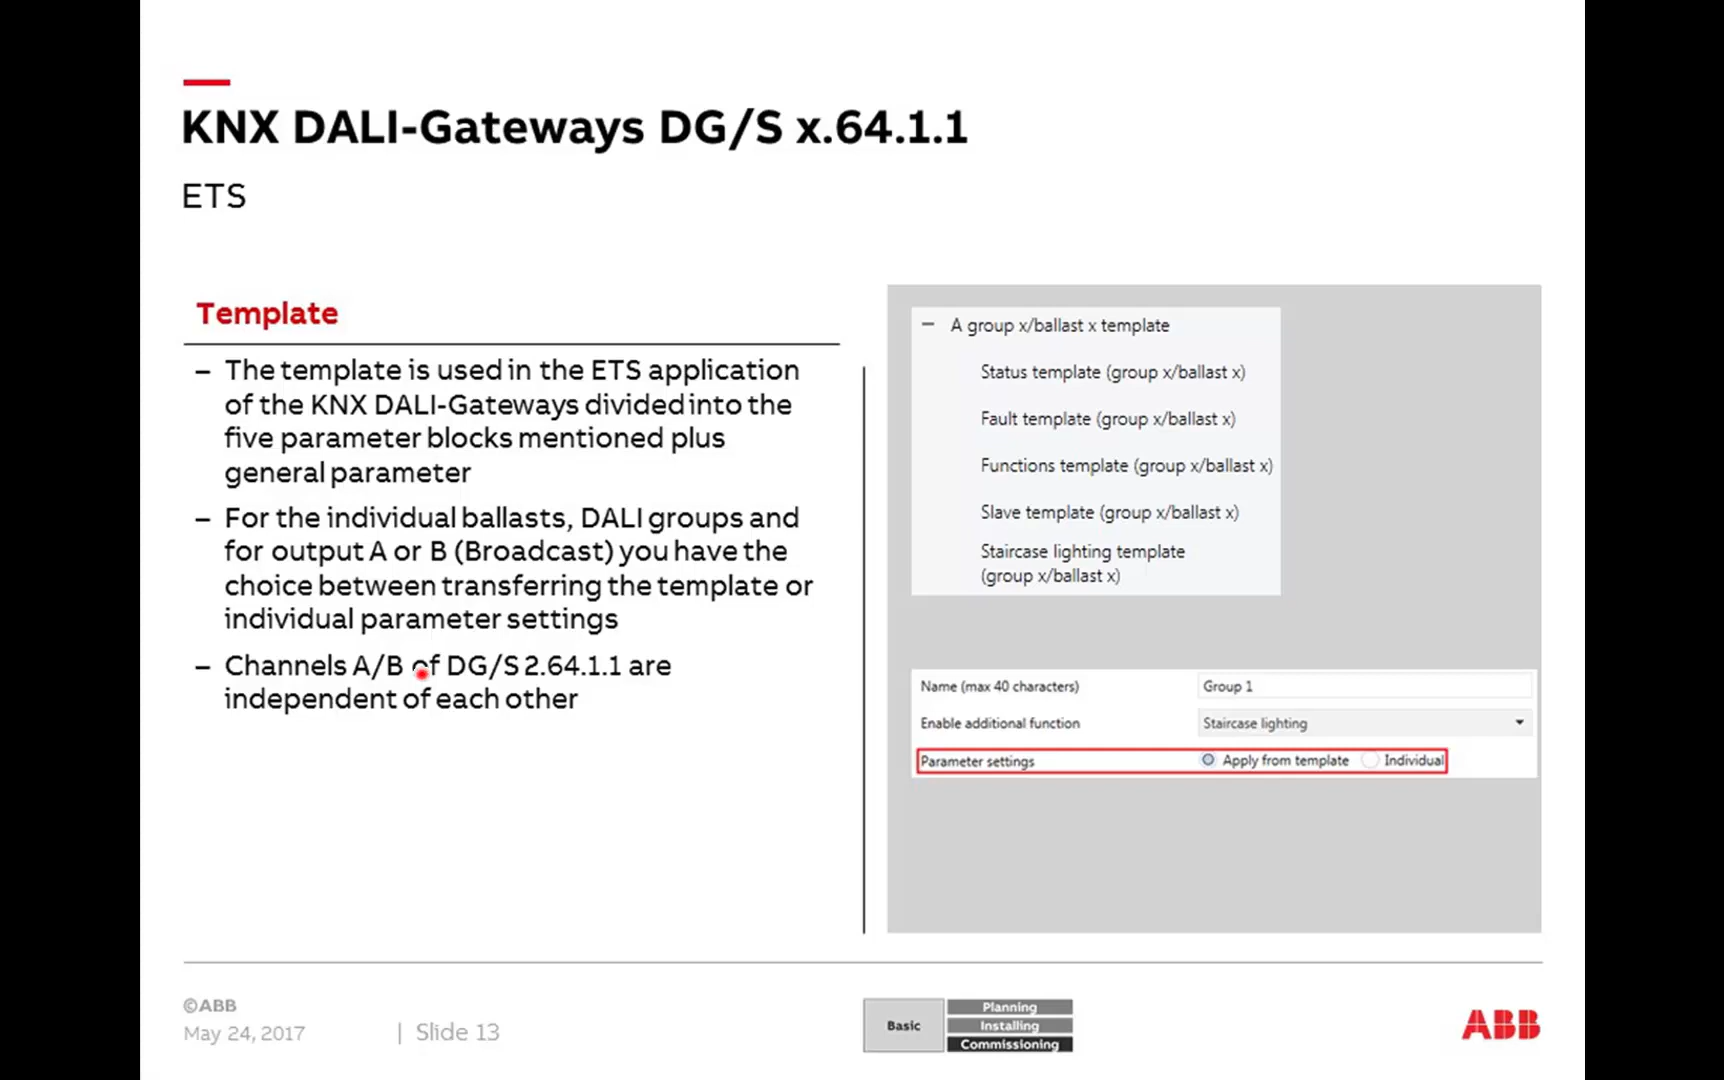 KNX DALI-Gateways DG/S x.64.1.1
ETS
Template
– The template is used in the ETS application
of the KNX DALI-Gateways divided into the
five parameter blocks mentioned plus
general parameter
– For the individual ballasts, DALI groups and
for output A or B (Broadcast) you have the
choice between transferring the template or
individual parameter settings
– Channels A/B of DG/S 2.64.1.1 are
independent of each other
− A group x/ballast x template
Status template (group x/ballast x)
Fault template (group x/ballast x)
Functions template (group x/ballast x)
Slave template (group x/ballast x)
Staircase lighting template
(group x/ballast x)
Name (max 40 characters) Group 1
Enable additional function Staircase lighting
Parameter settings Apply from template Individual
©ABB
May 24, 2017 | Slide 13
Basic
Planning
Installing
Commissioning
ABB